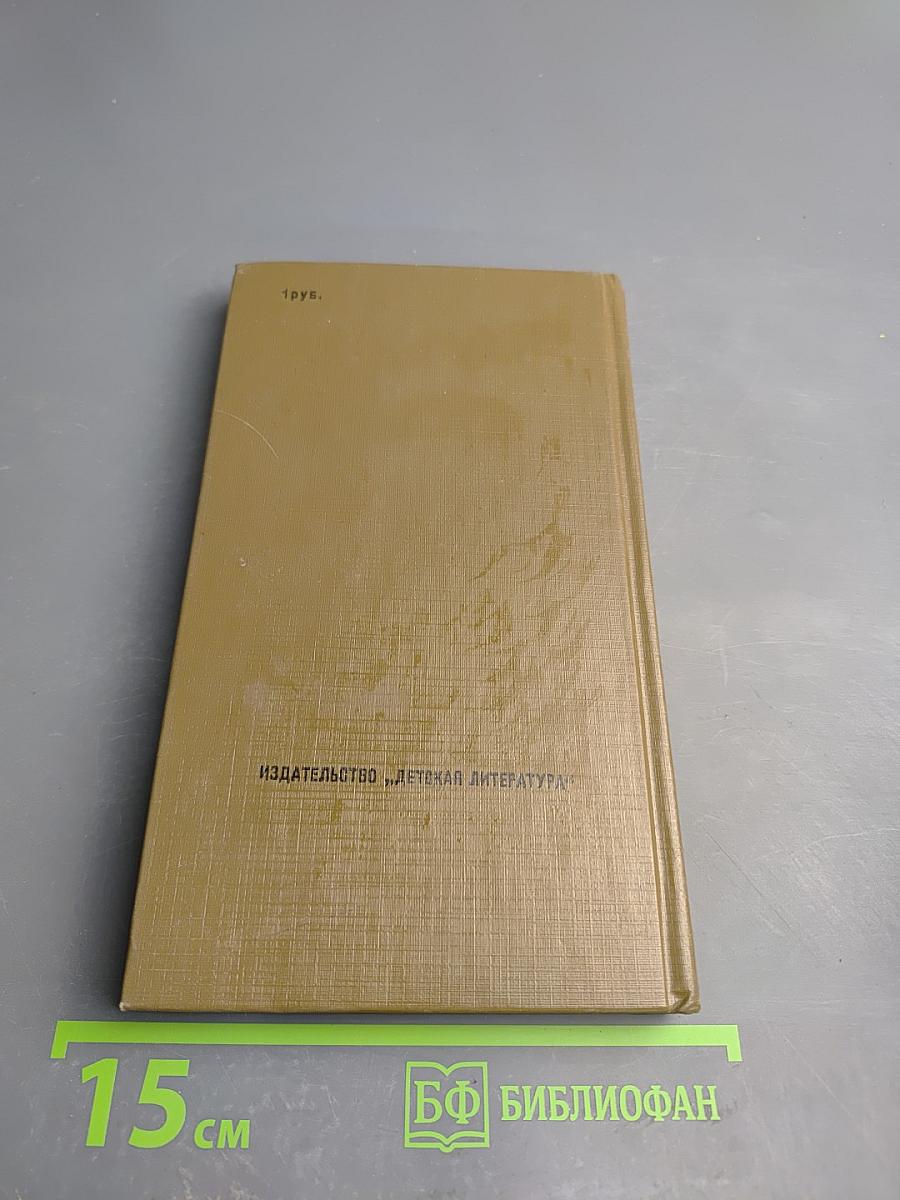 1руб.
ИЗДАТЕЛЬСТВО „ДЕТСКАЯ ЛИТЕРАТУРА“
15 см
БФ БИБЛИОФАН